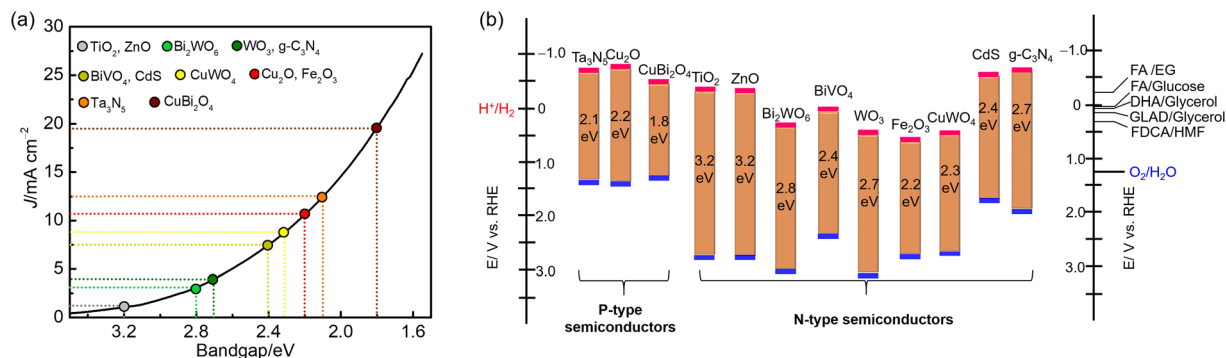 (a)
30
25
20
15
10
5
0
J/mA cm⁻²
TiO₂, ZnO
Bi₂WO₆
WO₃, g-C₃N₄
BiVO₄, CdS
CuWO₄
Cu₂O, Fe₂O₃
Ta₃N₅
CuBi₂O₄
3.2 2.8 2.4 2.0 1.6
Bandgap/eV
(b)
−1.0
0
1.0
2.0
3.0
H⁺/H₂
E/ V vs. RHE
Ta₃N₅
2.1
eV
Cu₂O
2.2
eV
CuBi₂O₄
1.8
eV
TiO₂
3.2
eV
ZnO
3.2
eV
Bi₂WO₆
2.8
eV
BiVO₄
2.4
eV
WO₃
2.7
eV
Fe₂O₃
2.2
eV
CuWO₄
2.3
eV
CdS
2.4
eV
g-C₃N₄
2.7
eV
P-type
semiconductors
N-type semiconductors
−1.0
0
1.0
2.0
3.0
E/ V vs. RHE
FA /EG
FA/Glucose
DHA/Glycerol
GLAD/Glycerol
FDCA/HMF
O₂/H₂O